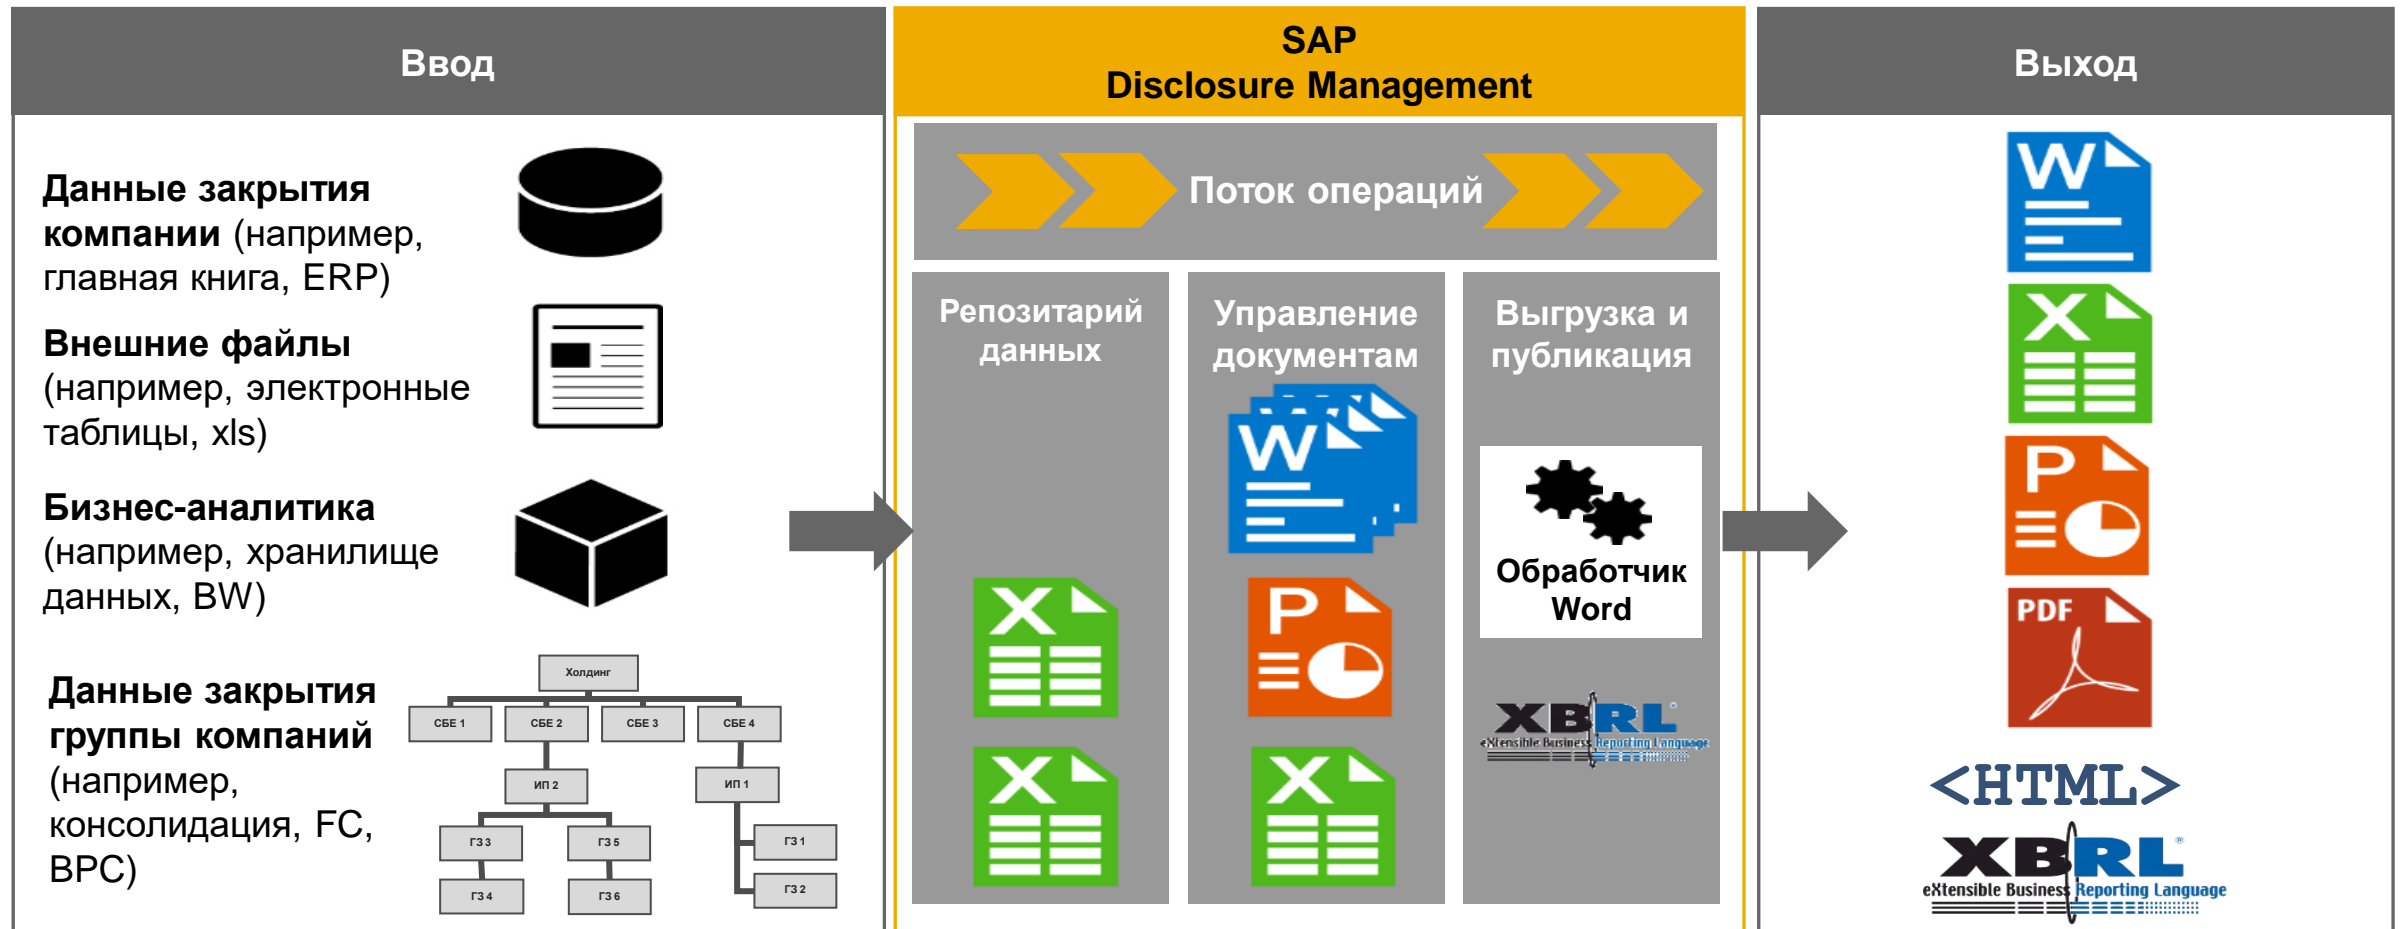 Ввод
Данные закрытия
компании (например,
главная книга, ERP)
Внешние файлы
(например, электронные
таблицы, xls)
Бизнес-аналитика
(например, хранилище
данных, BW)
Данные закрытия
группы компаний
(например,
консолидация, FC,
BPC)
Холдинг
СБЕ 1
СБЕ 2
СБЕ 3
СБЕ 4
ИП 2
ИП 1
ГЗ 3
ГЗ 5
ГЗ 1
ГЗ 4
ГЗ 6
ГЗ 2
SAP
Disclosure Management
Поток операций
Репозитарий
данных
X
X
Управление
документам
W
P
X
Выгрузка и
публикация
Обработчик
Word
XBRL
eXtensible Business Reporting Language
Выход
W
X
P
PDF
<HTML>
XBRL®
eXtensible Business Reporting Language